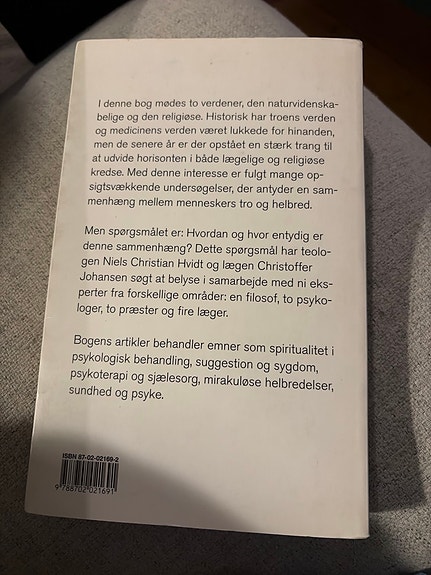 I denne bog mødes to verdener, den naturvidenska-
belige og den religiøse. Historisk har troens verden
og medicinens verden været lukkede for hinanden,
men de senere år er der opstået en stærk trang til
at udvide horisonten i både lægelige og religiøse
kredse. Med denne interesse er fulgt mange op-
sigtsvækkende undersøgelser, der antyder en sam-
menhæng mellem menneskers tro og helbred.
Men spørgsmålet er: Hvordan og hvor entydig er
denne sammenhæng? Dette spørgsmål har teolo-
gen Niels Christian Hvidt og lægen Christoffer
Johansen søgt at belyse i samarbejde med ni eks-
perter fra forskellige områder: en filosof, to psyko-
loger, to præster og fire læger.
Bogens artikler behandler emner som spiritualitet i
psykologisk behandling, suggestion og sygdom,
psykoterapi og sjælesorg, mirakuløse helbredelser,
sundhed og psyke.
ISBN 87-02-02169-2
9 788702 021691